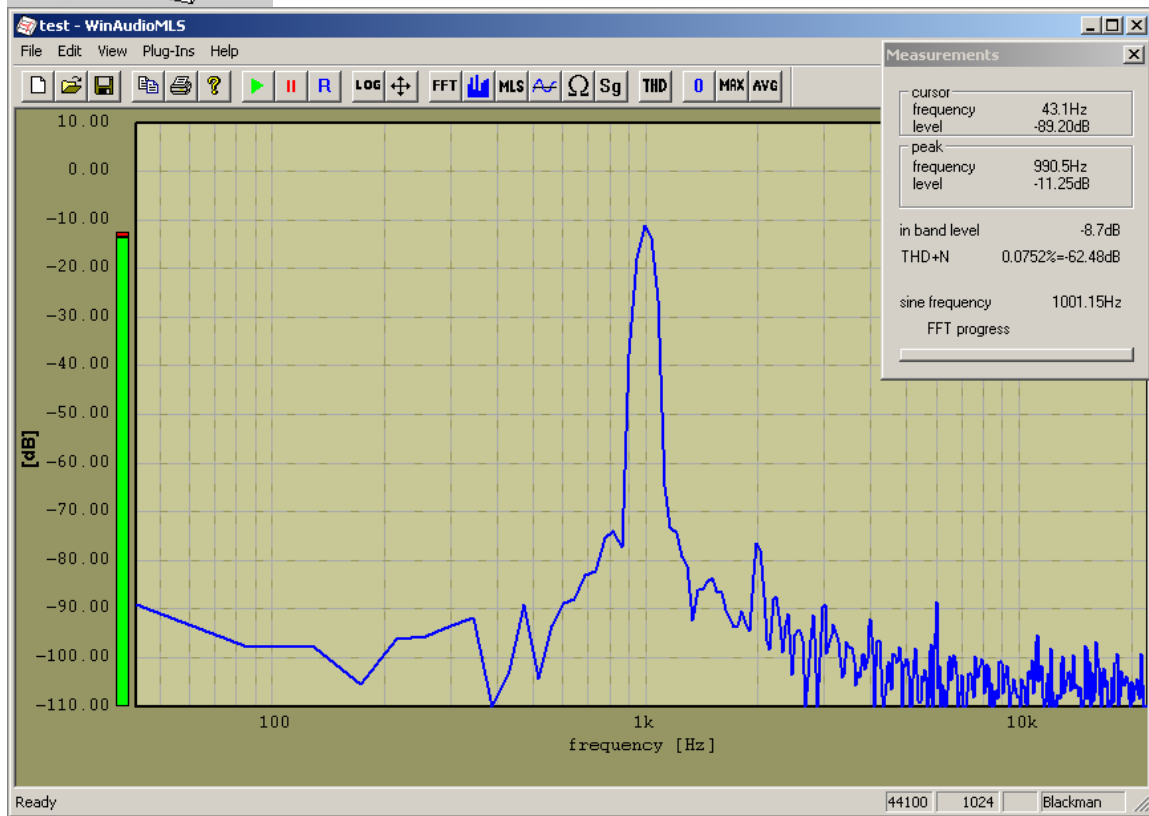 test - WinAudioMLS
File Edit View Plug-Ins Help
R LOG FFT MLS Ω Sg THD 0 MAX AVG
Measurements
cursor
frequency 43.1Hz
level -89.20dB
peak
frequency 990.5Hz
level -11.25dB
in band level -8.7dB
THD+N 0.0752%=-62.48dB
sine frequency 1001.15Hz
FFT progress
10.00
0.00
-10.00
-20.00
-30.00
-40.00
-50.00
[dB]
-60.00
-70.00
-80.00
-90.00
-100.00
-110.00
100 1k 10k
frequency [Hz]
Ready 44100 1024 Blackman